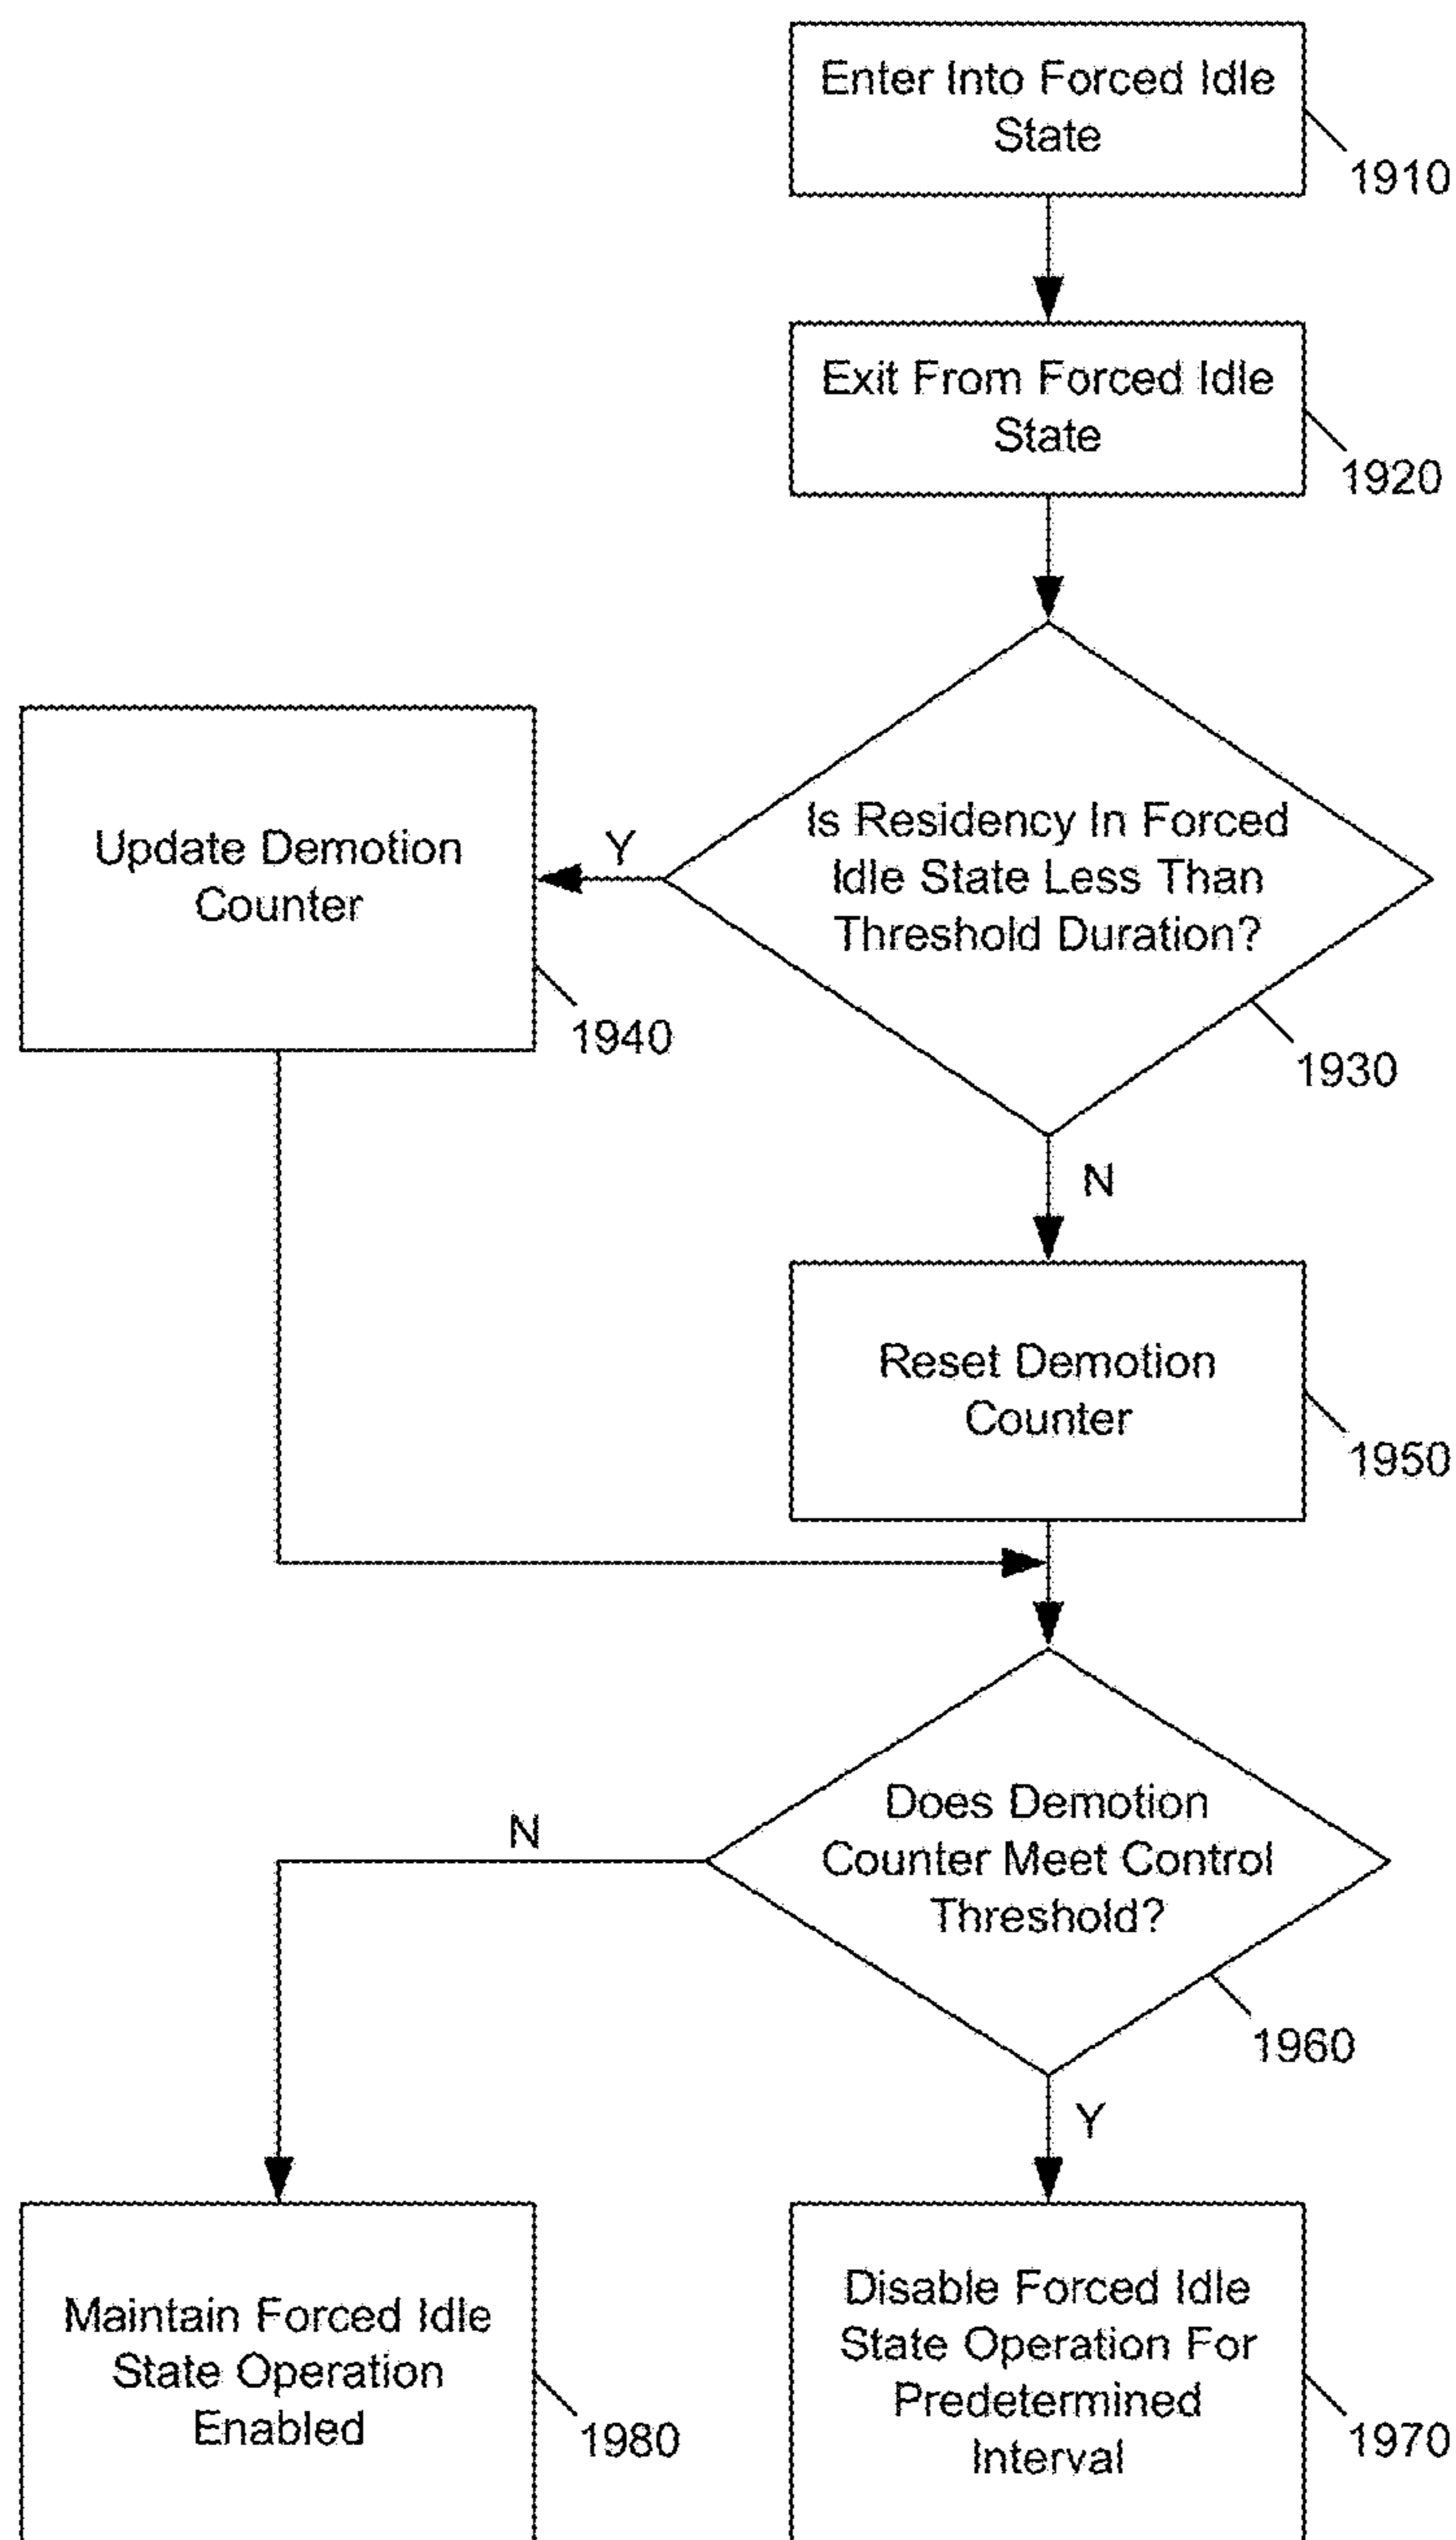 Enter Into Forced Idle
State
1910
Exit From Forced Idle
State
1920
Is Residency In Forced
Idle State Less Than
Threshold Duration?
1930
Y
Update Demotion
Counter
1940
N
Reset Demotion
Counter
1950
Does Demotion
Counter Meet Control
Threshold?
1960
N
Y
Maintain Forced Idle
State Operation
Enabled
1980
Disable Forced Idle
State Operation For
Predetermined
Interval
1970